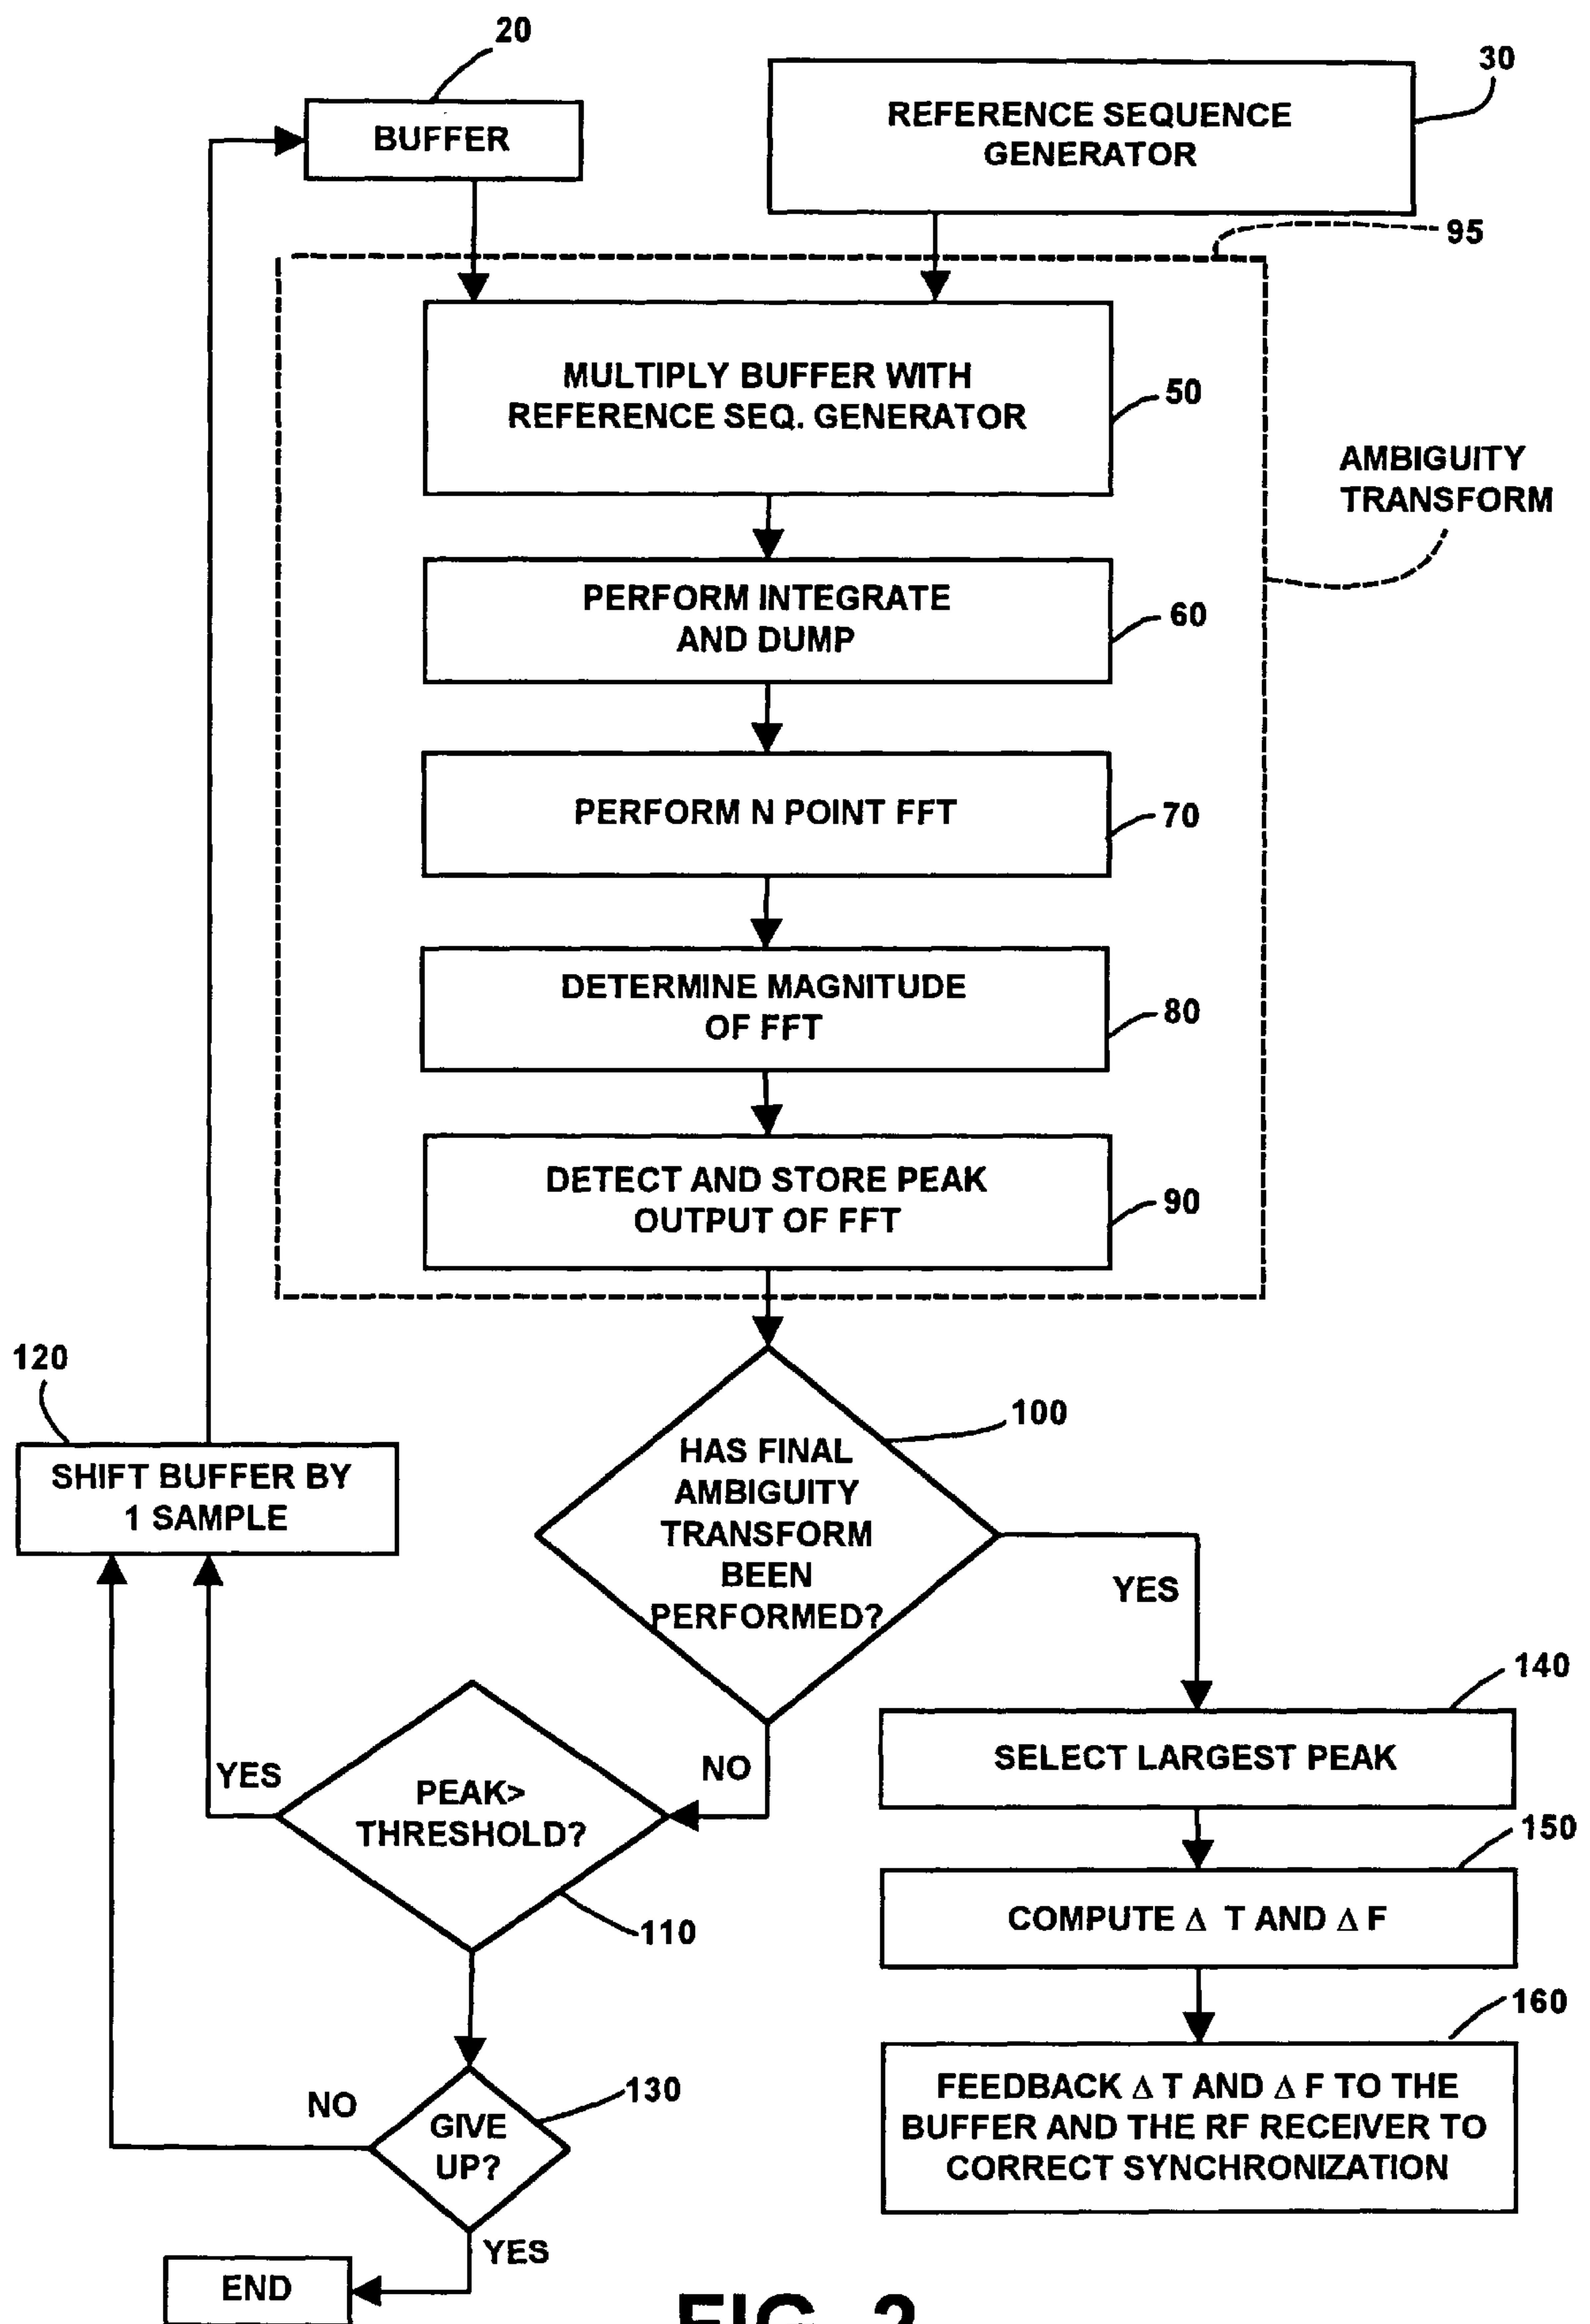 20
30
BUFFER
REFERENCE SEQUENCE
GENERATOR
95
MULTIPLY BUFFER WITH
REFERENCE SEQ. GENERATOR
50
AMBIGUITY
TRANSFORM
PERFORM INTEGRATE
AND DUMP
60
PERFORM N POINT FFT
70
DETERMINE MAGNITUDE
OF FFT
80
DETECT AND STORE PEAK
OUTPUT OF FFT
90
120
SHIFT BUFFER BY
1 SAMPLE
100
HAS FINAL
AMBIGUITY
TRANSFORM
BEEN
PERFORMED?
YES
NO
YES
PEAK>
THRESHOLD?
110
140
SELECT LARGEST PEAK
150
COMPUTE Δ T AND Δ F
160
FEEDBACK Δ T AND Δ F TO THE
BUFFER AND THE RF RECEIVER TO
CORRECT SYNCHRONIZATION
NO
130
GIVE
UP?
YES
END
FIG. 2